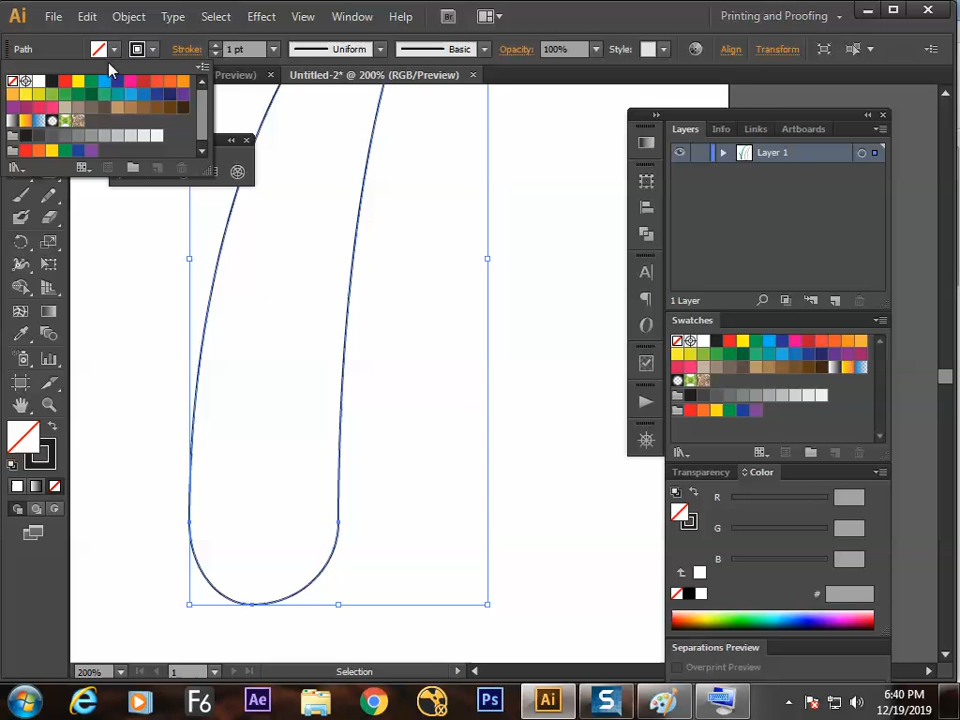 Ai File Edit Object Type Select Effect View Window Help Br Printing and Proofing
Path Stroke: 1 pt Uniform Basic Opacity: 100% Style: Align Transform
Preview) × Untitled-2* @ 200% (RGB/Preview) ×
Layers Info Links Artboards
Layer 1
1 Layer
Swatches
Transparency Color
R
G
B
#
Separations Preview
Overprint Preview
200% 1 Selection
F6 Ae Ps Ai S
6:40 PM
12/19/2019